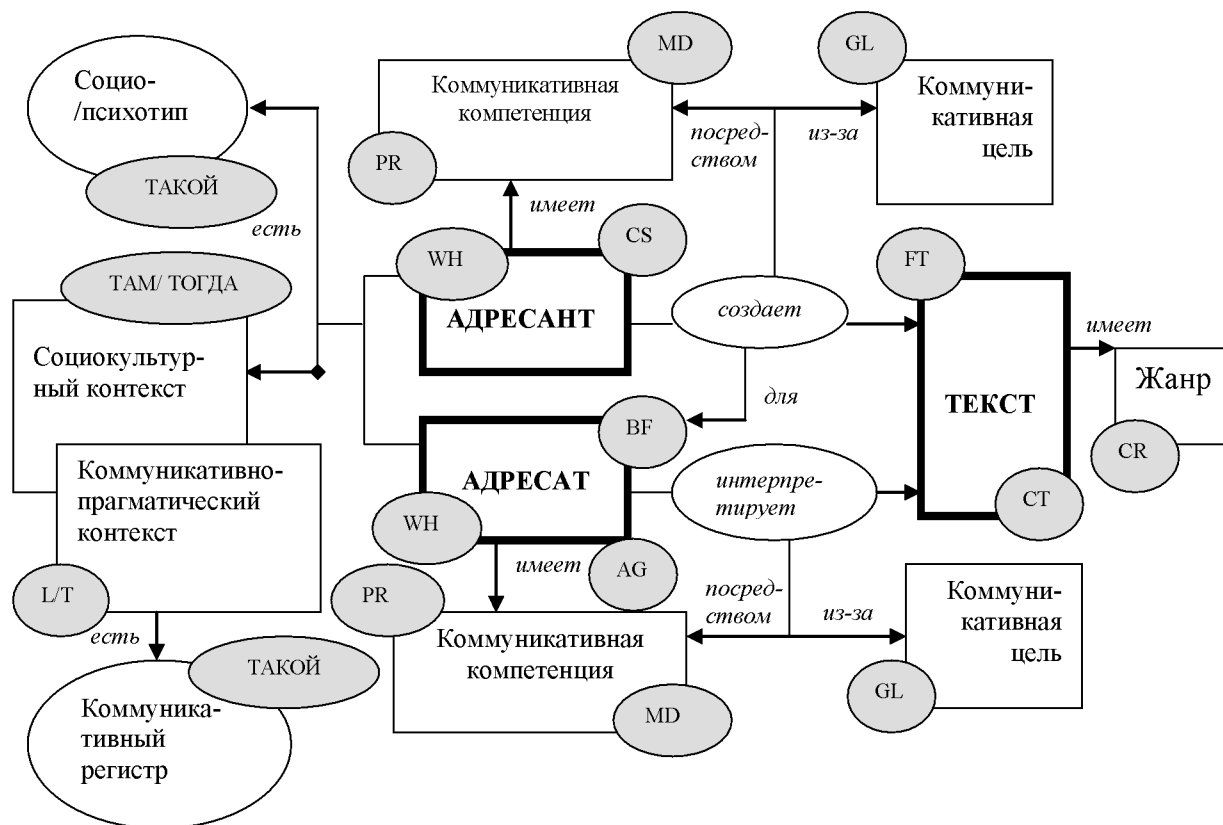 MD
GL
Социо-
/психотип
Коммуникативная
компетенция
Коммуни-
кативная
цель
посред-
ством
из-за
PR
ТАКОЙ
имеет
есть
CS
WH
FT
ТАМ/ ТОГДА
АДРЕСАНТ
создает
имеет
Социокультур-
ный контекст
Жанр
для
ТЕКСТ
BF
CR
Коммуникативно-
прагматический
контекст
АДРЕСАТ
интерпре-
тирует
CT
WH
имеет
AG
L/T
PR
посред-
ством
из-за
Коммуни-
кативная
цель
есть
Коммуникативная
компетенция
ТАКОЙ
GL
MD
Коммуника-
тивный
регистр